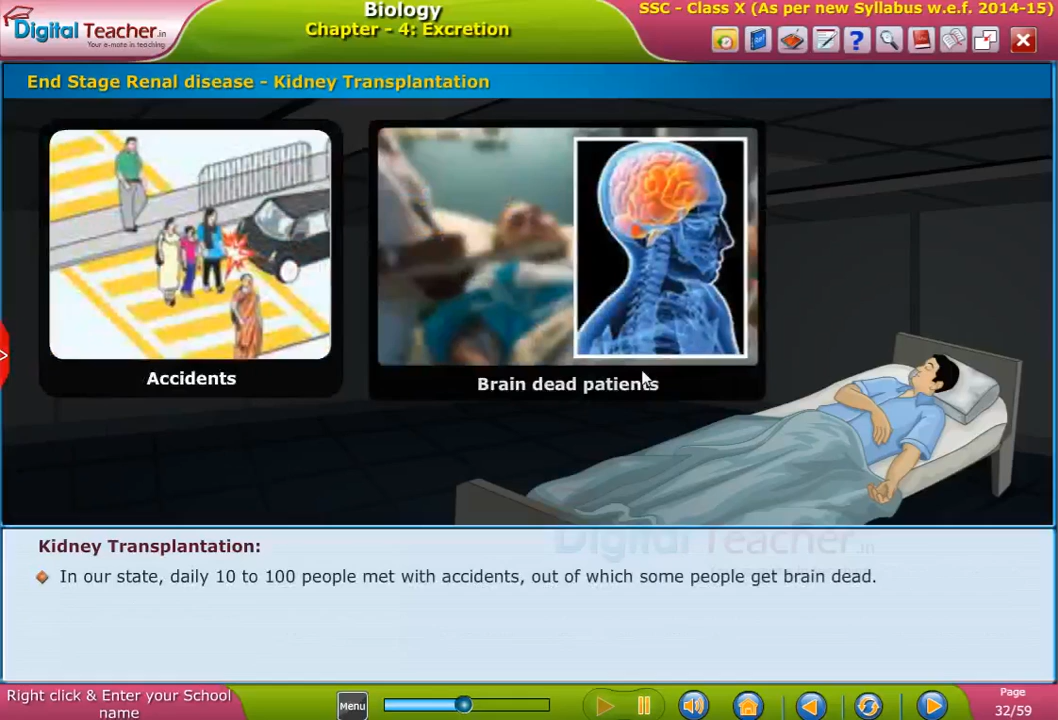 Digital Teacher.in
Your e-mate in teaching
Biology
Chapter - 4: Excretion
SSC - Class X (As per new Syllabus w.e.f. 2014-15)
End Stage Renal disease - Kidney Transplantation
Accidents
Brain dead patients
Digital Teacher.in
Kidney Transplantation:
In our state, daily 10 to 100 people met with accidents, out of which some people get brain dead.
Right click & Enter your School
name
Menu
Page
32/59